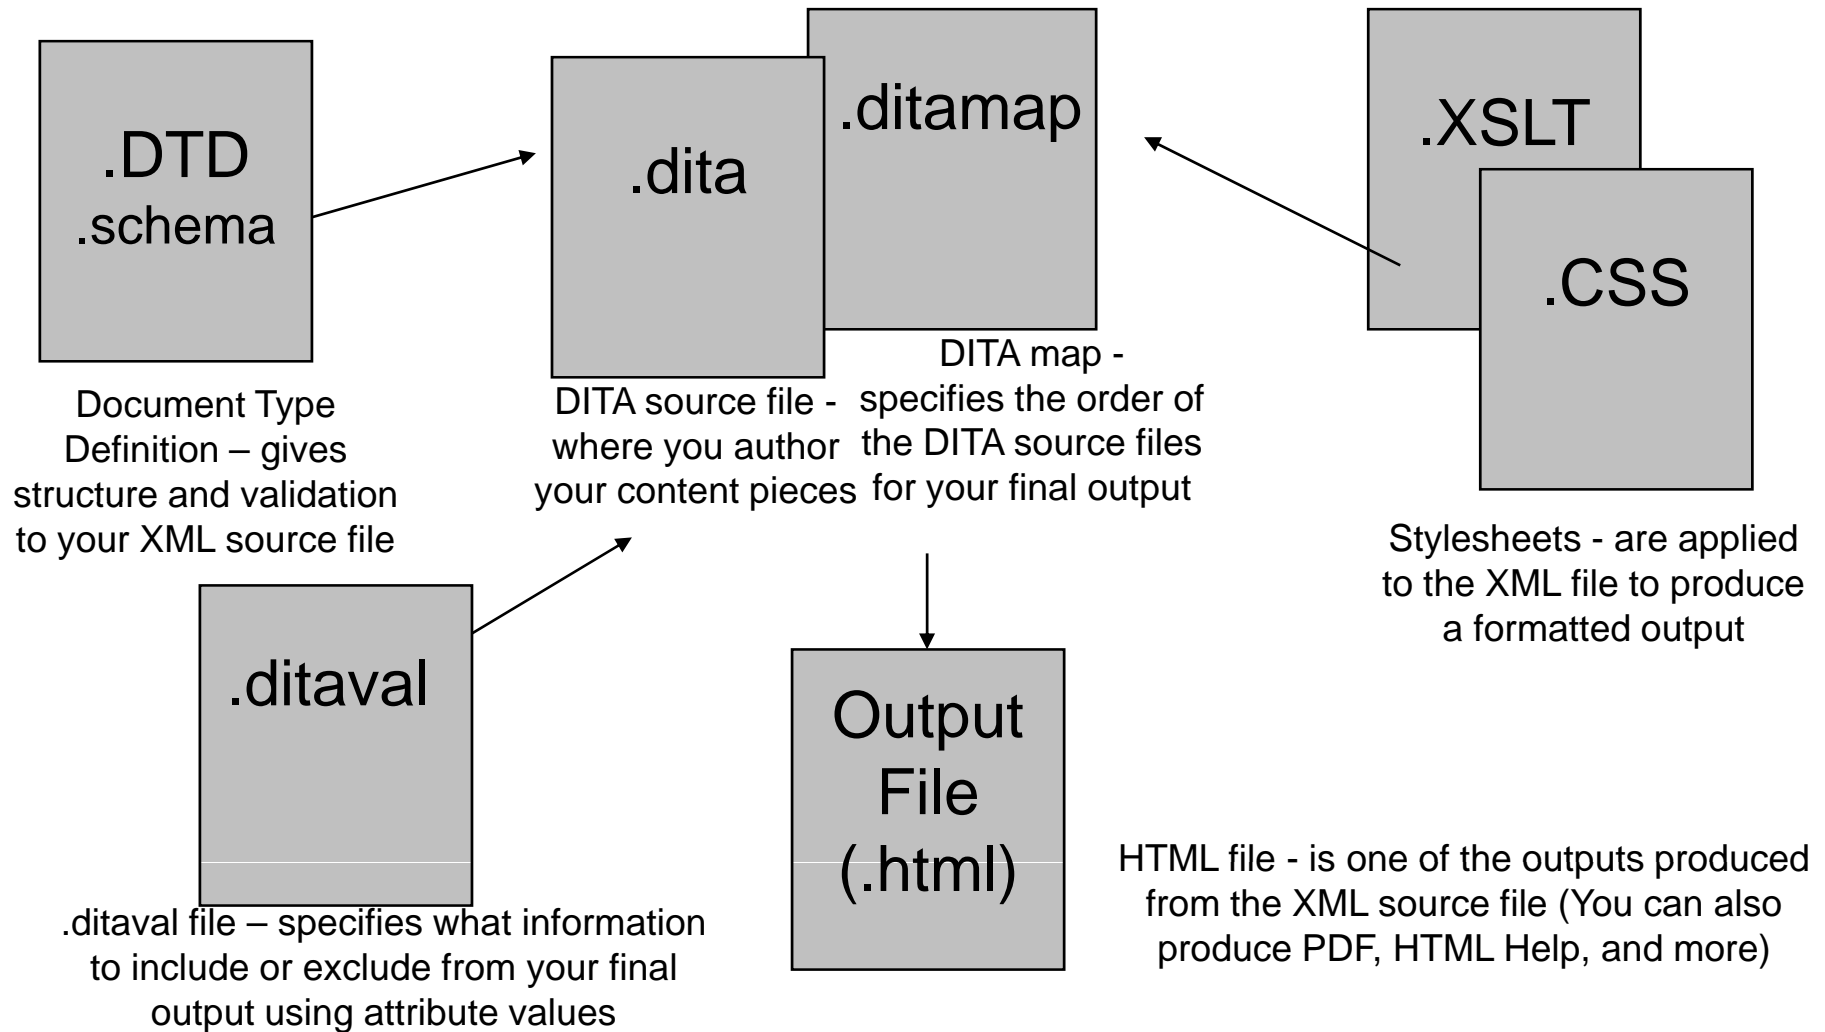 .DTD
.schema
Document Type
Definition – gives
structure and validation
to your XML source file
.dita
DITA source file -
where you author
your content pieces
.ditamap
DITA map -
specifies the order of
the DITA source files
for your final output
.XSLT
.CSS
Stylesheets - are applied
to the XML file to produce
a formatted output
.ditaval
.ditaval file – specifies what information
to include or exclude from your final
output using attribute values
Output
File
(.html)
HTML file - is one of the outputs produced
from the XML source file (You can also
produce PDF, HTML Help, and more)